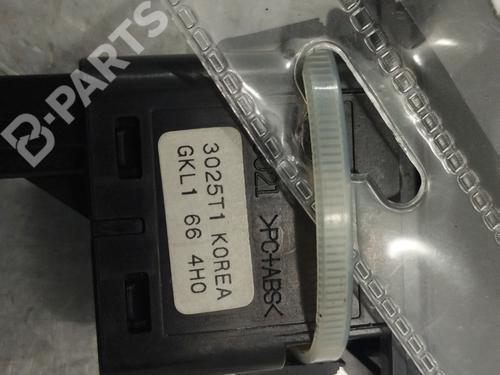 B-PARTS
3025T1 KOREA
GKL1 66 4H0
>PC+ABS<